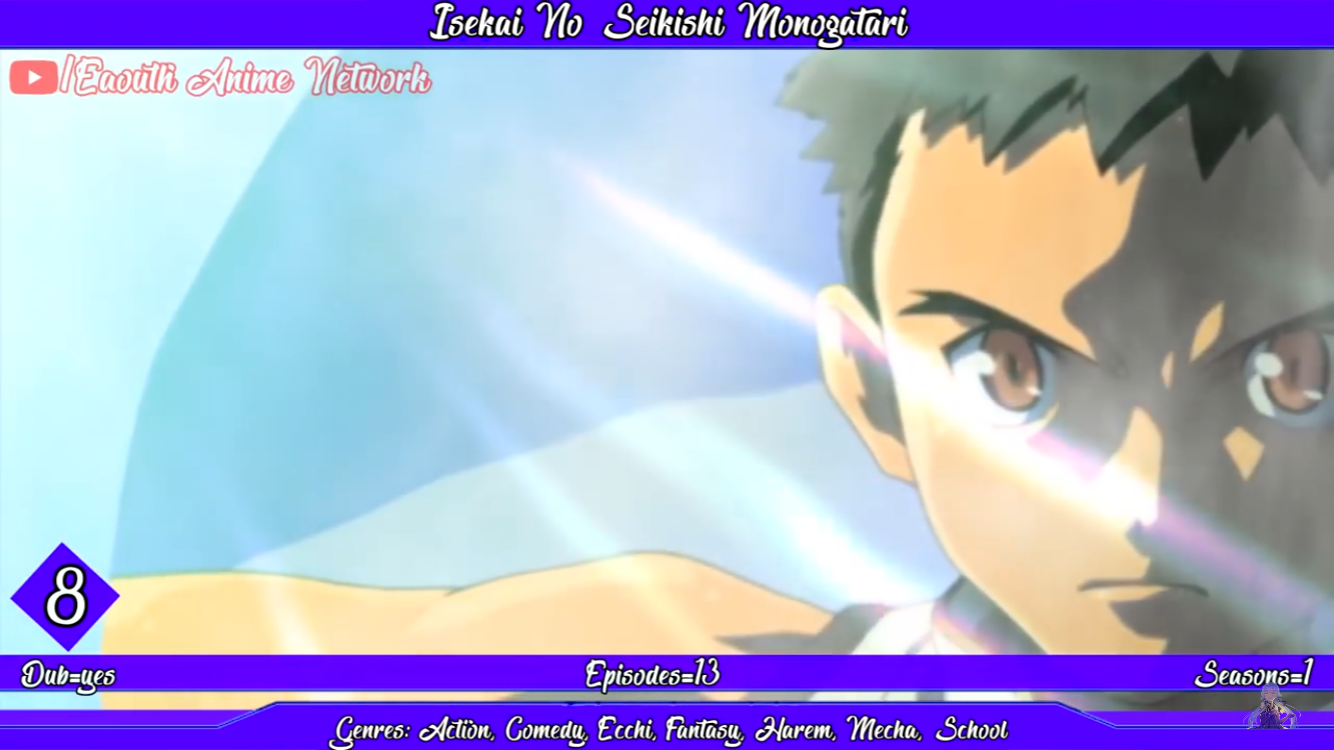 Isekai No Seikishi Monogatari
/Eaouth Anime Network
8
Dub=yes
Episodes=13
Seasons=1
Genres: Action, Comedy, Ecchi, Fantasy, Harem, Mecha, School